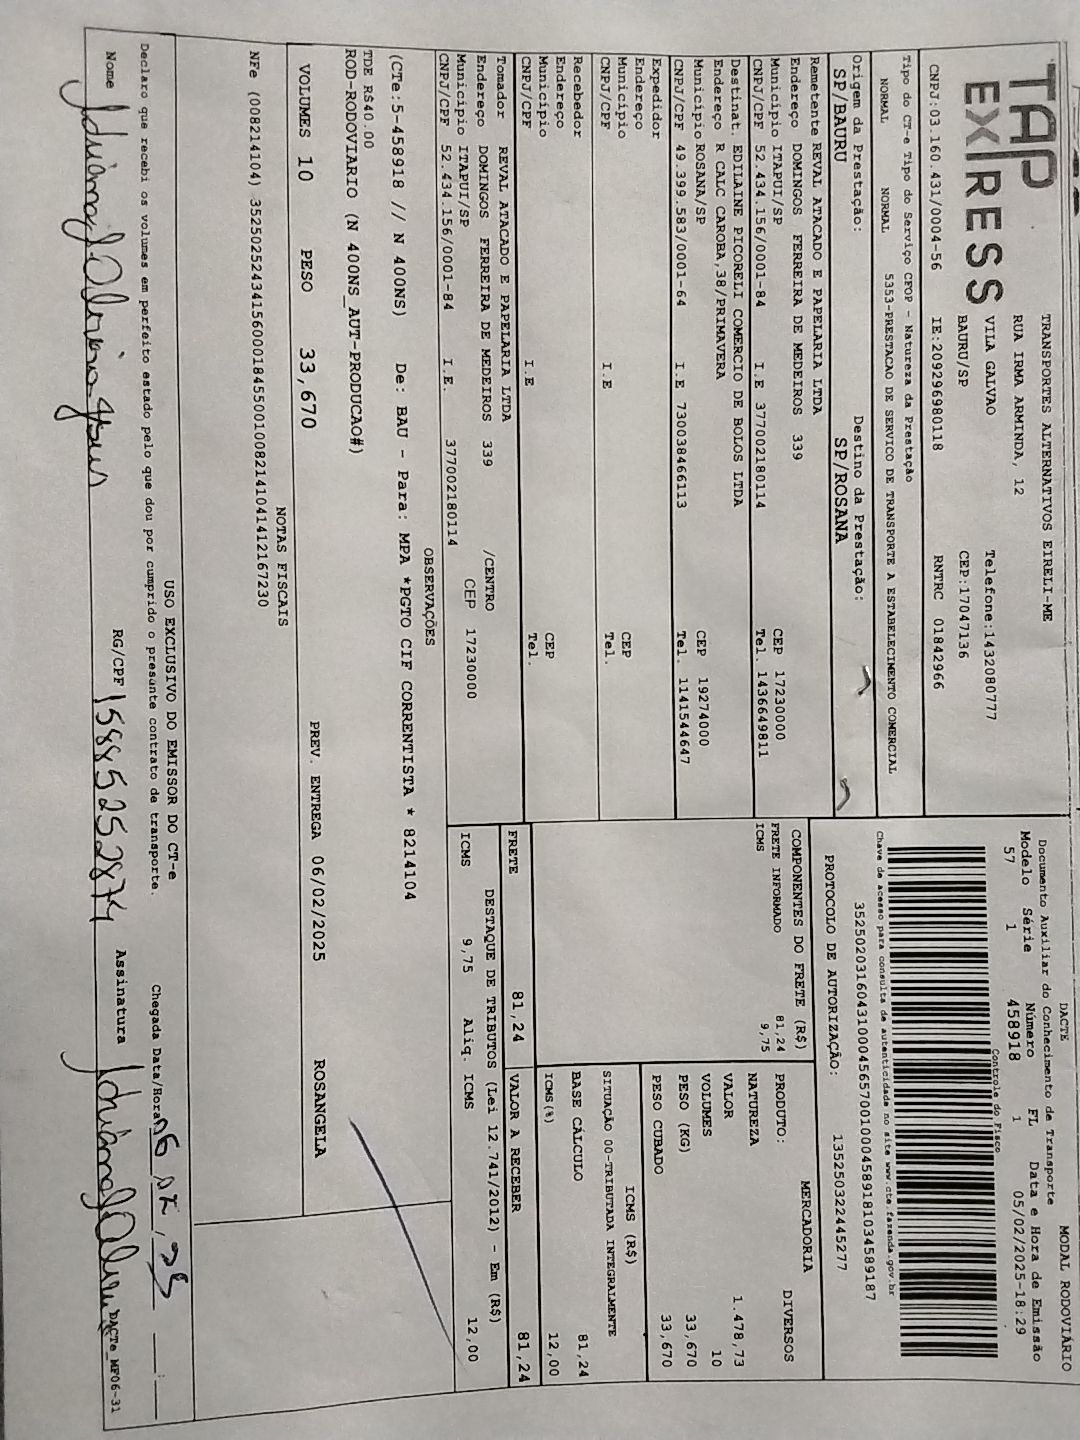 TAP
EXPRESS
TRANSPORTES ALTERNATIVOS EIRELI-ME
RUA IRMA ARMINDA, 12
VILA GALVAO Telefone:1432080777
BAURU/SP CEP:17047136
CNPJ:03.160.431/0004-56 IE:209296980118 RNTRC 01842966
Tipo do CT-e Tipo do Serviço CFOP - Natureza da Prestação
NORMAL NORMAL 5353-PRESTACAO DE SERVICO DE TRANSPORTE A ESTABELECIMENTO COMERCIAL
Origem da Prestação: Destino da Prestação:
SP/BAURU SP/ROSANA
Remetente REVAL ATACADO E PAPELARIA LTDA
Endereço DOMINGOS FERREIRA DE MEDEIROS 339
Município ITAPUI/SP CEP 17230000
CNPJ/CPF 52.434.156/0001-84 I.E 377002180114 Tel. 1436649811
Destinat. EDILAINE PICORELI COMERCIO DE BOLOS LTDA
Endereço R CALC CAROBA,38/PRIMAVERA
Município ROSANA/SP CEP 19274000
CNPJ/CPF 49.399.583/0001-64 I.E 730038466113 Tel. 1141544647
Expedidor
Endereço
Município CEP
CNPJ/CPF I.E Tel.
Recebedor
Endereço
Município CEP
CNPJ/CPF I.E Tel.
Tomador REVAL ATACADO E PAPELARIA LTDA
Endereço DOMINGOS FERREIRA DE MEDEIROS 339 /CENTRO
Município ITAPUI/SP CEP 17230000
CNPJ/CPF 52.434.156/0001-84 I.E. 377002180114
DACTE MODAL RODOVIÁRIO
Documento Auxiliar do Conhecimento de Transporte
Modelo Série Número FL Data e Hora de Emissão
57 1 458918 1 05/02/2025-18:29
Controle do Fisco
Chave de acesso para consulta de autenticidade no site www.cte.fazenda.gov.br
35250203160431000456570010004589181034589187
PROTOCOLO DE AUTORIZAÇÃO: 135250322445277
COMPONENTES DO FRETE (R$)
FRETE INFORMADO 81,24
ICMS 9,75
PRODUTO: MERCADORIA
NATUREZA DIVERSOS
VALOR 1.478,73
VOLUMES 10
PESO (KG) 33,670
PESO CUBADO 33,670
ICMS (R$)
SITUAÇÃO 00-TRIBUTADA INTEGRALMENTE
BASE CÁLCULO 81,24
ICMS(%) 12,00
FRETE 81,24 VALOR A RECEBER 81,24
DESTAQUE DE TRIBUTOS (Lei 12.741/2012) - Em (R$)
ICMS 9,75 Aliq. ICMS 12,00
OBSERVAÇÕES
(CTe:5-458918 // N 400NS) De: BAU - Para: MPA *PGTO CIF CORRENTISTA * 8214104
TDE R$40.00
ROD-RODOVIARIO (N 400NS_AUT-PRODUCAO#)
VOLUMES 10 PESO 33,670 PREV. ENTREGA 06/02/2025 ROSANGELA
NOTAS FISCAIS
NFe (008214104) 35250252434156000184550010008214104141216​7230
USO EXCLUSIVO DO EMISSOR DO CT-e
Declaro que recebi os volumes em perfeito estado pelo que dou por cumprido o presente contrato de transporte. Chegada Data/Hora 06 02 25
Nome RG/CPF 15885252874 Assinatura
DACTe_MF06-31